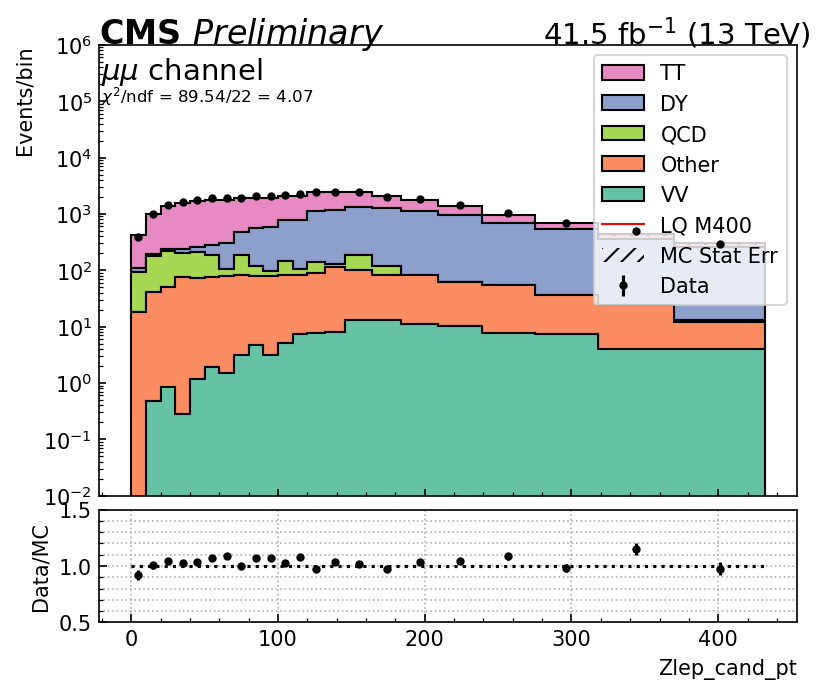 CMS Preliminary 41.5 fb⁻¹ (13 TeV)
μμ channel
χ²/ndf = 89.54/22 = 4.07
Events/bin
10⁶
10⁵
10⁴
10³
10²
10¹
10⁰
10⁻¹
10⁻²
TT
DY
QCD
Other
VV
LQ M400
MC Stat Err
Data
Data/MC
1.5
1.0
0.5
0 100 200 300 400
Zlep_cand_pt